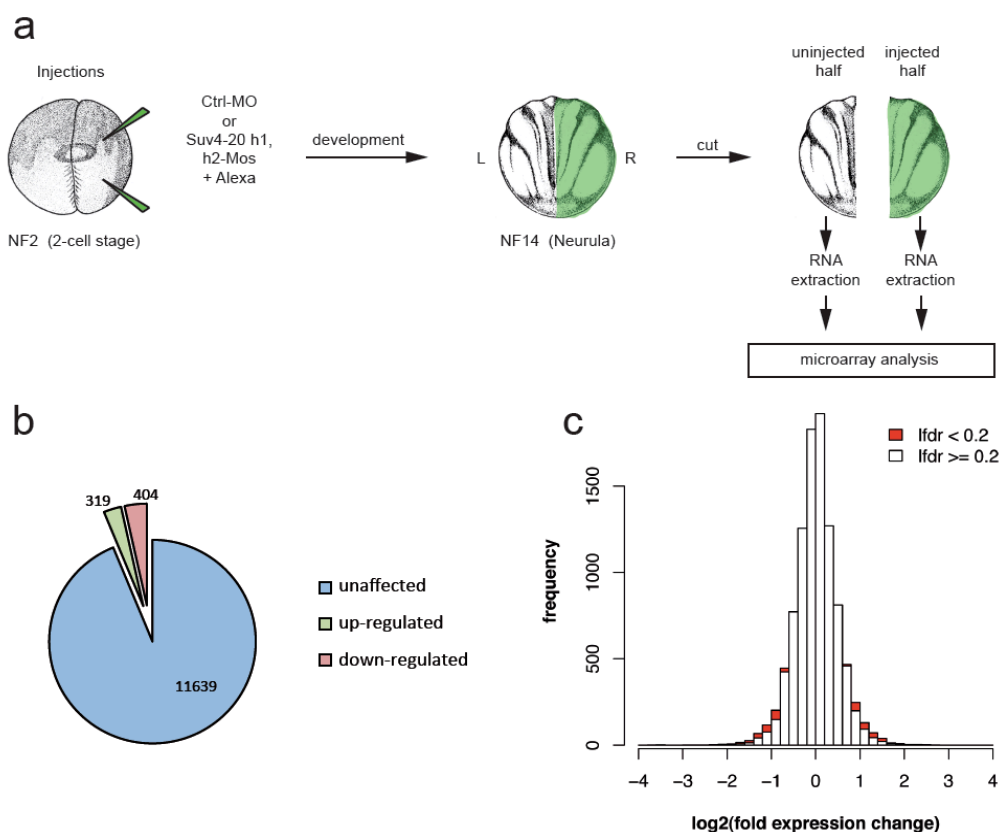 a
Injections
Ctrl-MO
or
Suv4-20 h1,
h2-Mos
+ Alexa
NF2 (2-cell stage)
development
L
R
NF14 (Neurula)
cut
uninjected
half
injected
half
RNA
extraction
RNA
extraction
microarray analysis
b
319
404
11639
unaffected
up-regulated
down-regulated
c
lfdr < 0.2
lfdr >= 0.2
frequency
1500
1000
500
0
−4 −3 −2 −1 0 1 2 3 4
log2(fold expression change)